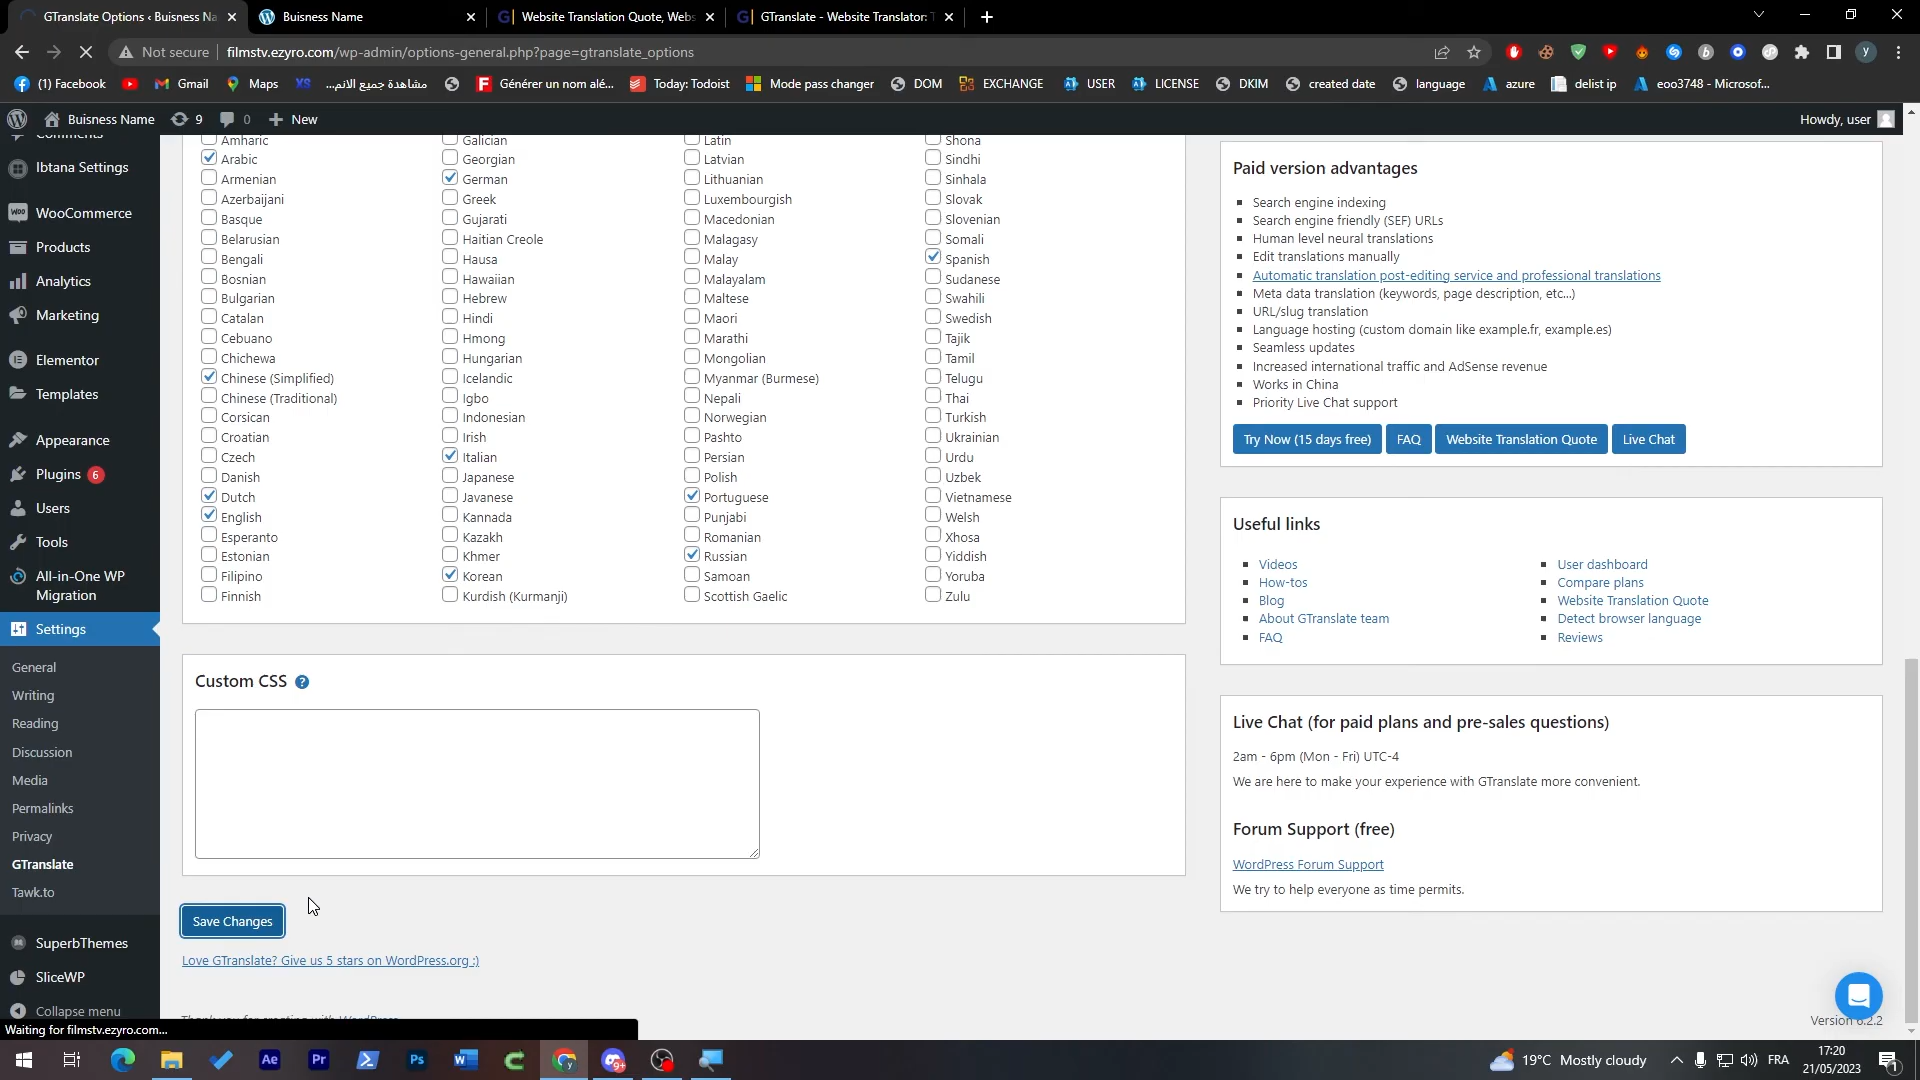 GTranslate Options ‹ Buisness Na
Buisness Name
Website Translation Quote, Web
GTranslate - Website Translator: T
Not secure
filmstv.ezyro.com/wp-admin/options-general.php?page=gtranslate_options
(1) Facebook
Gmail
Maps
XS
مشاهدة جميع الانم...
Générer un nom alé...
Today: Todoist
Mode pass changer
DOM
EXCHANGE
USER
LICENSE
DKIM
created date
language
azure
delist ip
eoo3748 - Microsof...
Buisness Name
9
0
New
Howdy, user
Comments
Ibtana Settings
WooCommerce
Products
Analytics
Marketing
Elementor
Templates
Appearance
Plugins 6
Users
Tools
All-in-One WP
Migration
Settings
General
Writing
Reading
Discussion
Media
Permalinks
Privacy
GTranslate
Tawk.to
SuperbThemes
SliceWP
Collapse menu
Amharic
Arabic
Armenian
Azerbaijani
Basque
Belarusian
Bengali
Bosnian
Bulgarian
Catalan
Cebuano
Chichewa
Chinese (Simplified)
Chinese (Traditional)
Corsican
Croatian
Czech
Danish
Dutch
English
Esperanto
Estonian
Filipino
Finnish
Galician
Georgian
German
Greek
Gujarati
Haitian Creole
Hausa
Hawaiian
Hebrew
Hindi
Hmong
Hungarian
Icelandic
Igbo
Indonesian
Irish
Italian
Japanese
Javanese
Kannada
Kazakh
Khmer
Korean
Kurdish (Kurmanji)
Latin
Latvian
Lithuanian
Luxembourgish
Macedonian
Malagasy
Malay
Malayalam
Maltese
Maori
Marathi
Mongolian
Myanmar (Burmese)
Nepali
Norwegian
Pashto
Persian
Polish
Portuguese
Punjabi
Romanian
Russian
Samoan
Scottish Gaelic
Shona
Sindhi
Sinhala
Slovak
Slovenian
Somali
Spanish
Sudanese
Swahili
Swedish
Tajik
Tamil
Telugu
Thai
Turkish
Ukrainian
Urdu
Uzbek
Vietnamese
Welsh
Xhosa
Yiddish
Yoruba
Zulu
Custom CSS ?
Save Changes
Love GTranslate? Give us 5 stars on WordPress.org :)
Thank you for creating with WordPress.
Paid version advantages
Search engine indexing
Search engine friendly (SEF) URLs
Human level neural translations
Edit translations manually
Automatic translation post-editing service and professional translations
Meta data translation (keywords, page description, etc...)
URL/slug translation
Language hosting (custom domain like example.fr, example.es)
Seamless updates
Increased international traffic and AdSense revenue
Works in China
Priority Live Chat support
Try Now (15 days free)
FAQ
Website Translation Quote
Live Chat
Useful links
Videos
How-tos
Blog
About GTranslate team
FAQ
User dashboard
Compare plans
Website Translation Quote
Detect browser language
Reviews
Live Chat (for paid plans and pre-sales questions)
2am - 6pm (Mon - Fri) UTC-4
We are here to make your experience with GTranslate more convenient.
Forum Support (free)
WordPress Forum Support
We try to help everyone as time permits.
Version 6.2.2
Waiting for filmstv.ezyro.com...
19°C Mostly cloudy
FRA
17:20
21/05/2023